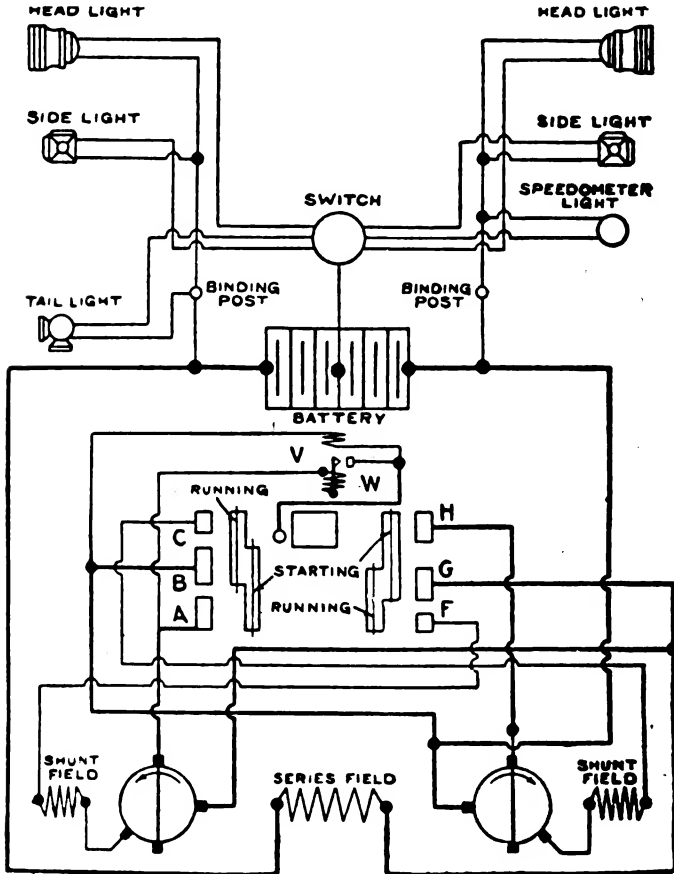 HEAD LIGHT
HEAD LIGHT
SIDE LIGHT
SIDE LIGHT
SPEEDOMETER
LIGHT
SWITCH
BINDING
POST
BINDING
POST
TAIL LIGHT
BATTERY
V
W
RUNNING
H
C
STARTING
G
B
RUNNING
A
F
SHUNT
FIELD
SERIES FIELD
SHUNT
FIELD